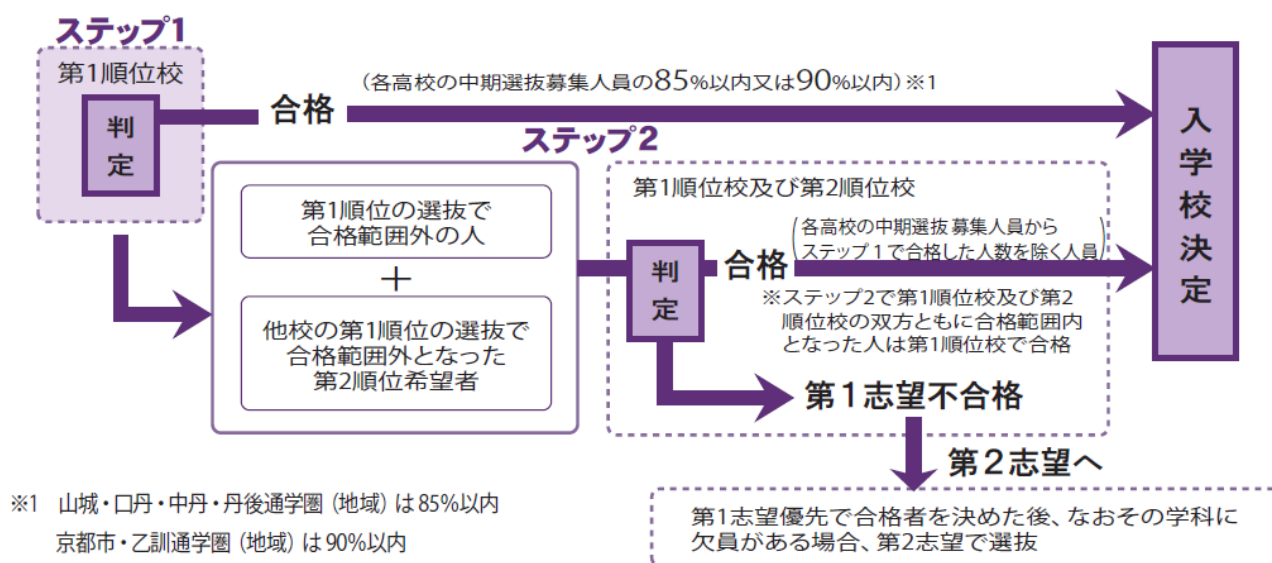 ステップ1
第1順位校
判定
合格
（各高校の中期選抜募集人員の85%以内又は90%以内）※1
ステップ2
第1順位の選抜で
合格範囲外の人
＋
他校の第1順位の選抜で
合格範囲外となった
第2順位希望者
第1順位校及び第2順位校
判定
合格
（各高校の中期選抜 募集人員から
ステップ1で合格した人数を除く人員）
※ステップ2で第1順位校及び第2
順位校の双方ともに合格範囲内
となった人は第1順位校で合格
第1志望不合格
入学校決定
第2志望へ
第1志望優先で合格者を決めた後、なおその学科に
欠員がある場合、第2志望で選抜
※1 山城・口丹・中丹・丹後通学圏（地域）は85%以内
京都市・乙訓通学圏（地域）は90%以内